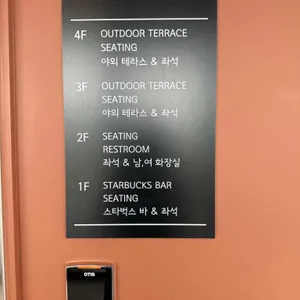 4F OUTDOOR TERRACE
SEATING
야외 테라스 & 좌석
3F OUTDOOR TERRACE
SEATING
야외 테라스 & 좌석
2F SEATING
RESTROOM
좌석 & 남,여 화장실
1F STARBUCKS BAR
SEATING
스타벅스 바 & 좌석
OTIS